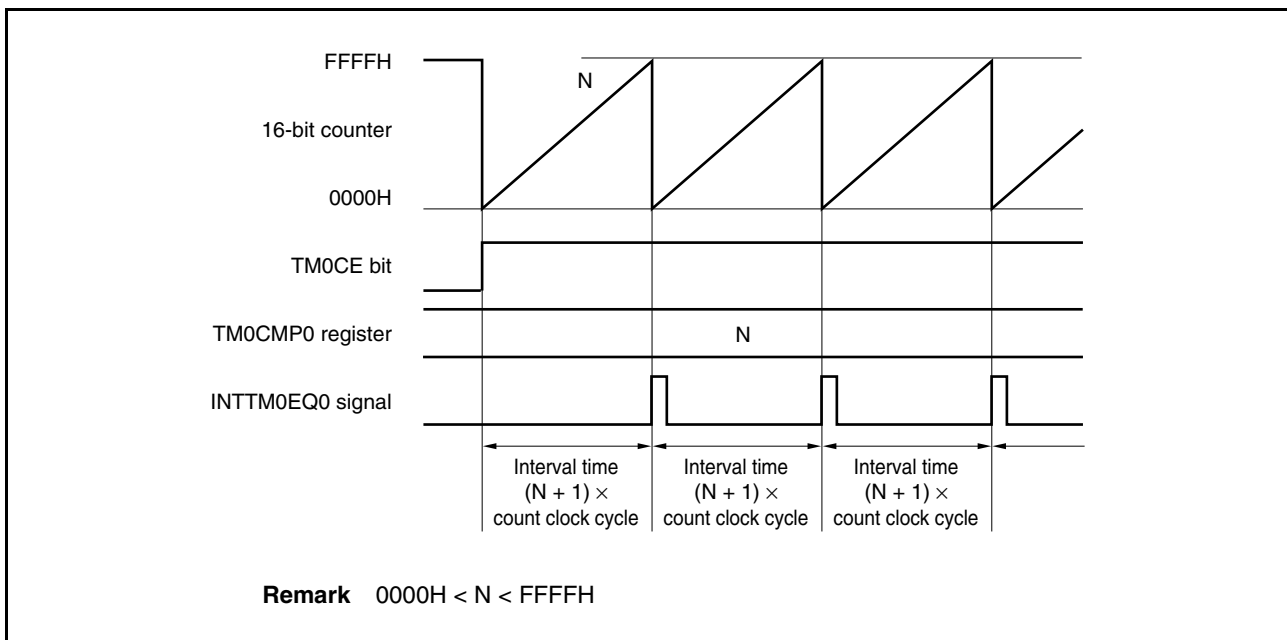 FFFFH
N
16-bit counter
0000H
TM0CE bit
TM0CMP0 register
N
INTTM0EQ0 signal
Interval time
(N + 1) ×
count clock cycle
Interval time
(N + 1) ×
count clock cycle
Interval time
(N + 1) ×
count clock cycle
Remark 0000H < N < FFFFH